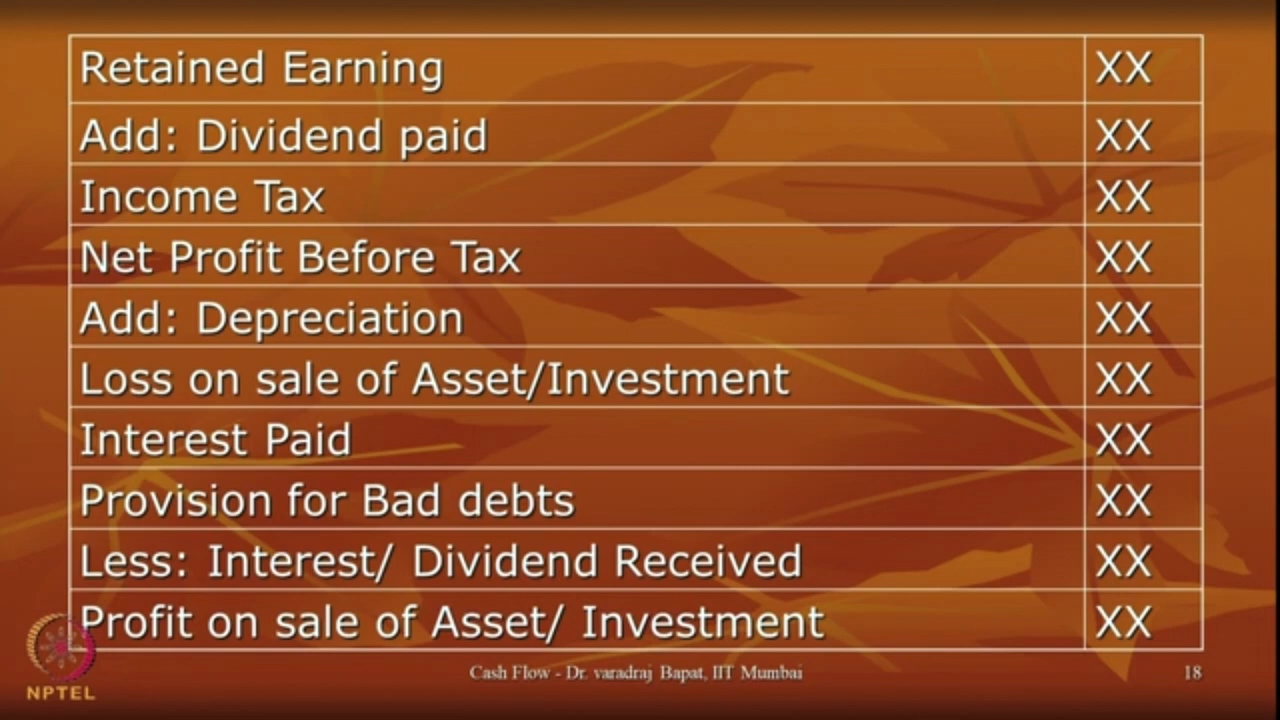 Retained Earning XX
Add: Dividend paid XX
Income Tax XX
Net Profit Before Tax XX
Add: Depreciation XX
Loss on sale of Asset/Investment XX
Interest Paid XX
Provision for Bad debts XX
Less: Interest/ Dividend Received XX
Profit on sale of Asset/ Investment XX
Cash Flow - Dr. varadraj Bapat, IIT Mumbai 18
NPTEL